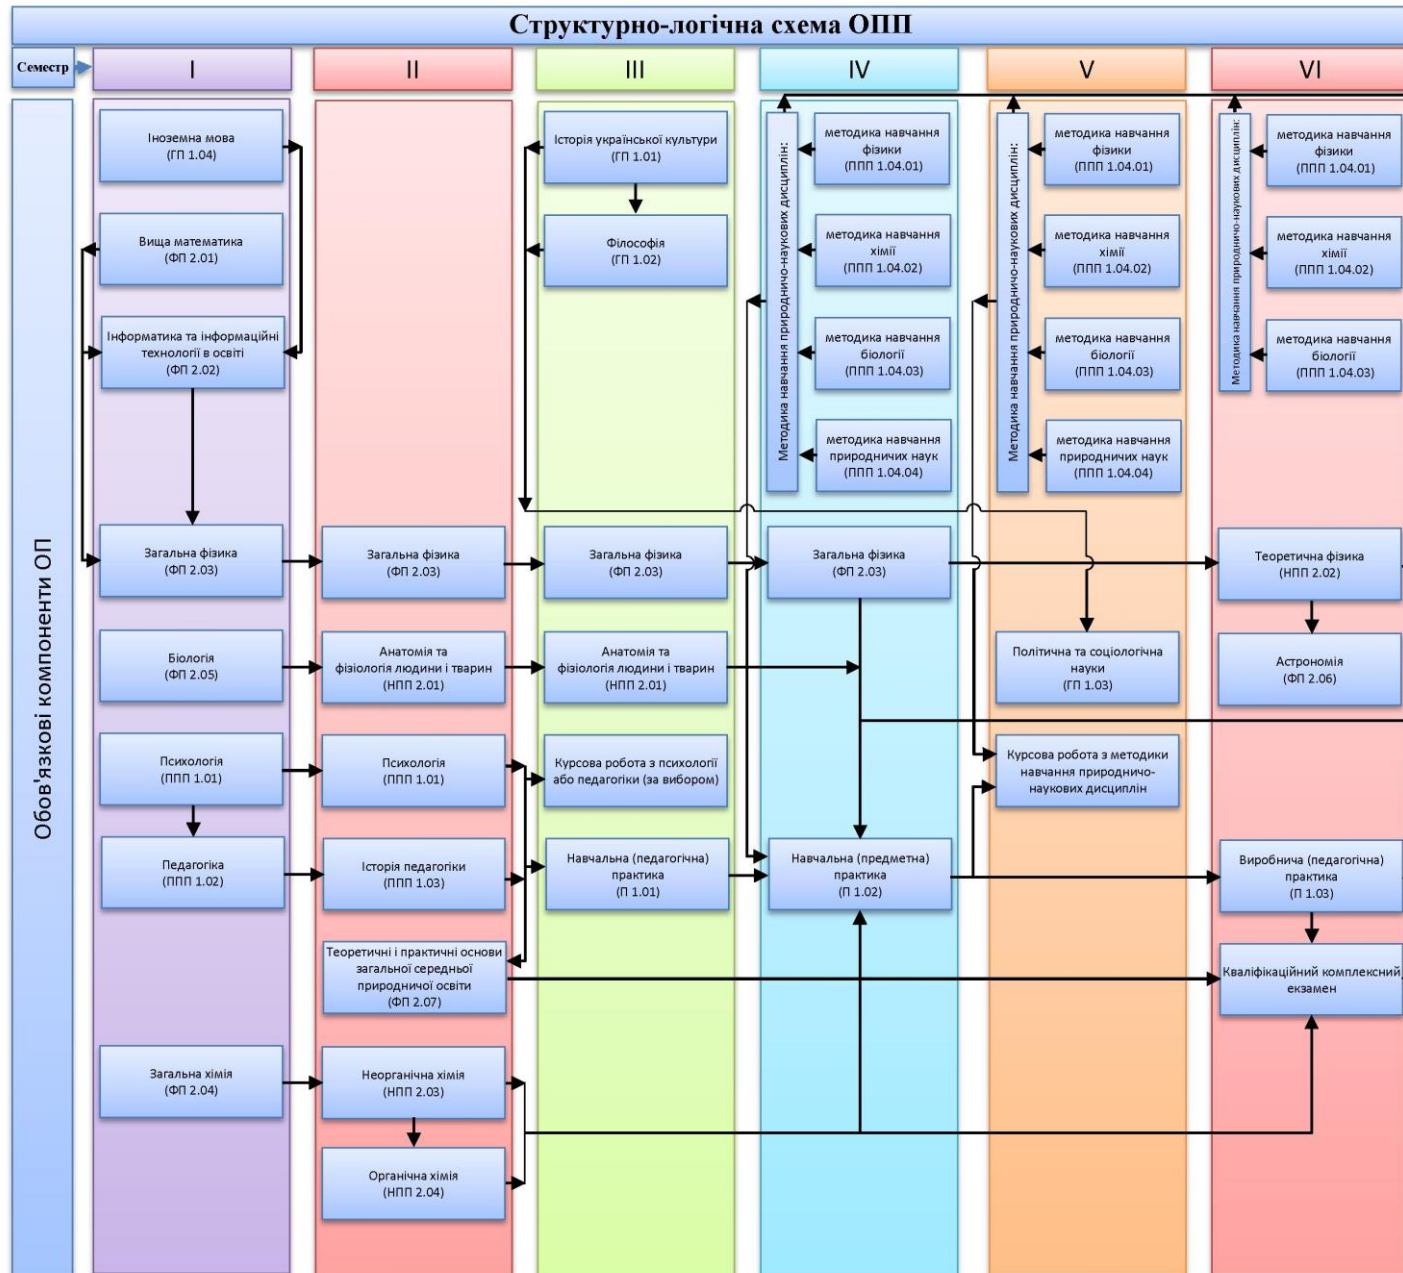 Структурно-логічна схема ОПП
Семестр
I
II
III
IV
V
VI
Обов'язкові компоненти ОП
Іноземна мова
(ГП 1.04)
Вища математика
(ФП 2.01)
Інформатика та інформаційні
технології в освіті
(ФП 2.02)
Загальна фізика
(ФП 2.03)
Біологія
(ФП 2.05)
Психологія
(ППП 1.01)
Педагогіка
(ППП 1.02)
Загальна хімія
(ФП 2.04)
Загальна фізика
(ФП 2.03)
Анатомія та
фізіологія людини і тварин
(НПП 2.01)
Психологія
(ППП 1.01)
Історія педагогіки
(ППП 1.03)
Теоретичні і практичні основи
загальної середньої
природничої освіти
(ФП 2.07)
Неорганічна хімія
(НПП 2.03)
Органічна хімія
(НПП 2.04)
Історія української культури
(ГП 1.01)
Філософія
(ГП 1.02)
Загальна фізика
(ФП 2.03)
Анатомія та
фізіологія людини і тварин
(НПП 2.01)
Курсова робота з психології
або педагогіки (за вибором)
Навчальна (педагогічна)
практика
(П 1.01)
Методика навчання природничо-наукових дисциплін:
методика навчання
фізики
(ППП 1.04.01)
методика навчання
хімії
(ППП 1.04.02)
методика навчання
біології
(ППП 1.04.03)
методика навчання
природничих наук
(ППП 1.04.04)
Загальна фізика
(ФП 2.03)
Навчальна (предметна)
практика
(П 1.02)
Методика навчання природничо-наукових дисциплін:
методика навчання
фізики
(ППП 1.04.01)
методика навчання
хімії
(ППП 1.04.02)
методика навчання
біології
(ППП 1.04.03)
методика навчання
природничих наук
(ППП 1.04.04)
Політична та соціологічна
науки
(ГП 1.03)
Курсова робота з методики
навчання природничо-
наукових дисциплін
Методика навчання природничо-наукових дисциплін:
методика навчання
фізики
(ППП 1.04.01)
методика навчання
хімії
(ППП 1.04.02)
методика навчання
біології
(ППП 1.04.03)
Теоретична фізика
(НПП 2.02)
Астрономія
(ФП 2.06)
Виробнича (педагогічна)
практика
(П 1.03)
Кваліфікаційний комплексний
екзамен